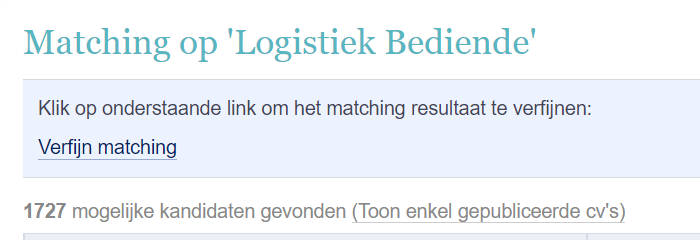 Matching op 'Logistiek Bediende'
Klik op onderstaande link om het matching resultaat te verfijnen:
Verfijn matching
1727 mogelijke kandidaten gevonden (Toon enkel gepubliceerde cv's)